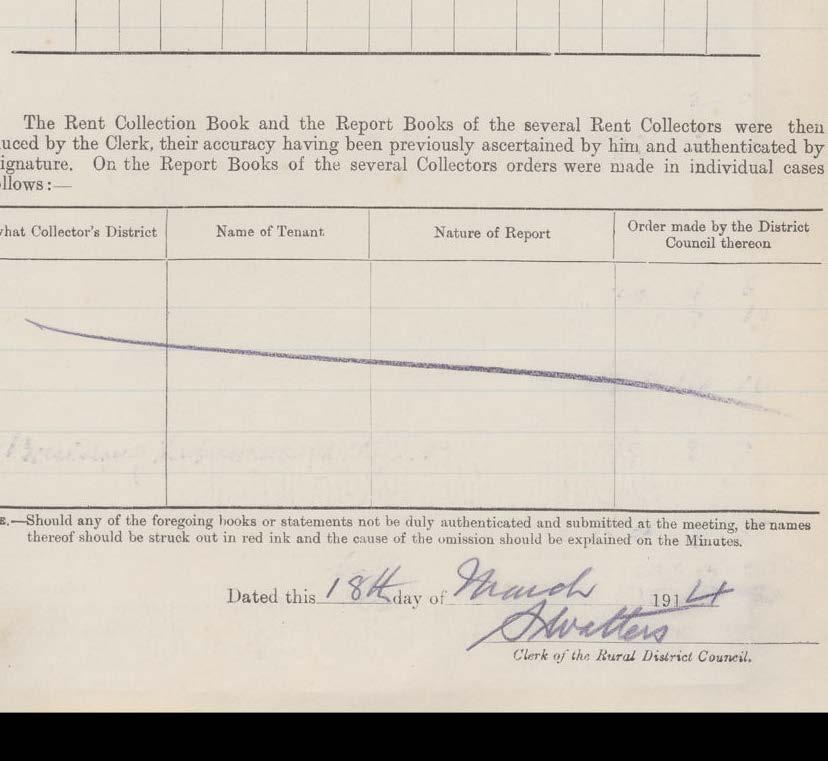 The Rent Collection Book and the Report Books of the several Rent Collectors were then
uced by the Clerk, their accuracy having been previously ascertained by him, and authenticated by
ignature. On the Report Books of the several Collectors orders were made in individual cases
llows:—
hat Collector's District Name of Tenant Nature of Report Order made by the District Council thereon
E.—Should any of the foregoing books or statements not be duly authenticated and submitted at the meeting, the names
thereof should be struck out in red ink and the cause of the omission should be explained on the Minutes.
Dated this 18th day of March 1914
Walters
Clerk of the Rural District Council.